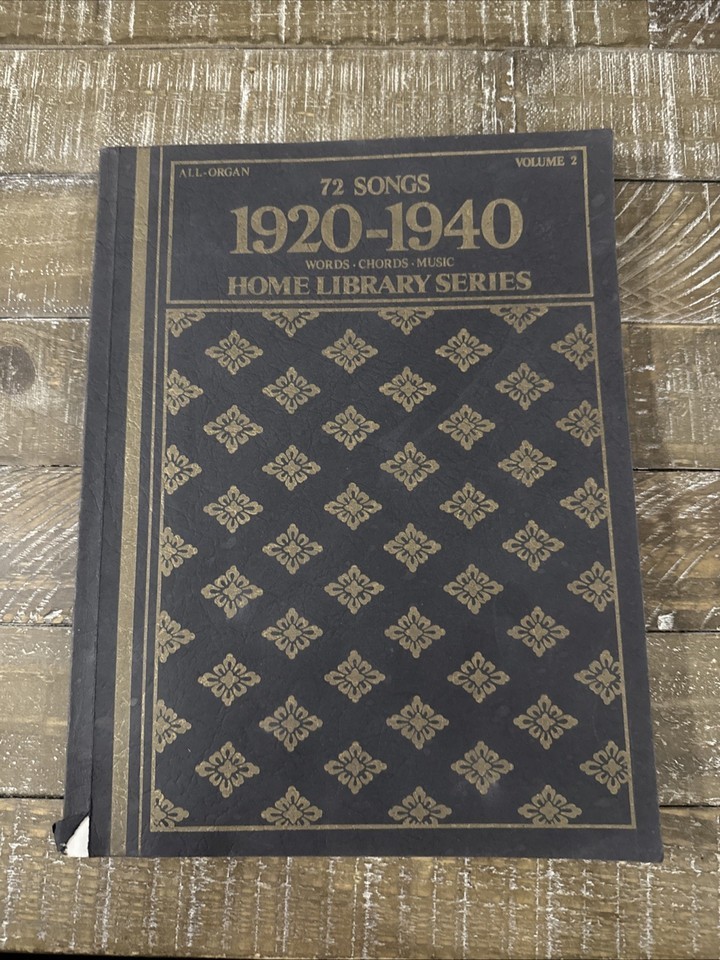 ALL-ORGAN
VOLUME 2
72 SONGS
1920-1940
WORDS · CHORDS · MUSIC
HOME LIBRARY SERIES